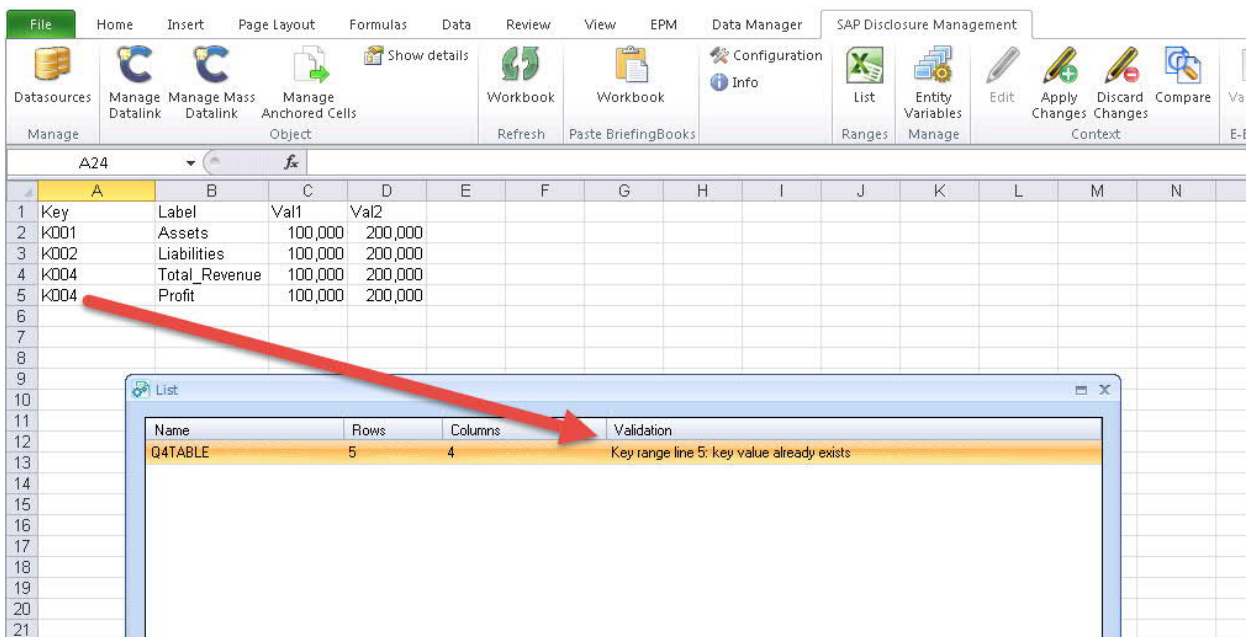 File Home Insert Page Layout Formulas Data Review View EPM Data Manager SAP Disclosure Management
Show details Configuration
Info
Datasources Manage Manage Mass Manage Workbook Workbook List Entity Edit Apply Discard Compare
Datalink Datalink Anchored Cells Variables Changes Changes
Manage Object Refresh Paste BriefingBooks Ranges Manage Context
A24 fx
A B C D E F G H I J K L M N
1 Key Label Val1 Val2
2 K001 Assets 100,000 200,000
3 K002 Liabilities 100,000 200,000
4 K004 Total_Revenue 100,000 200,000
5 K004 Profit 100,000 200,000
6
7
8
9
List
10
11
Name Rows Columns Validation
12
Q4TABLE 5 4 Key range line 5: key value already exists
13
14
15
16
17
18
19
20
21